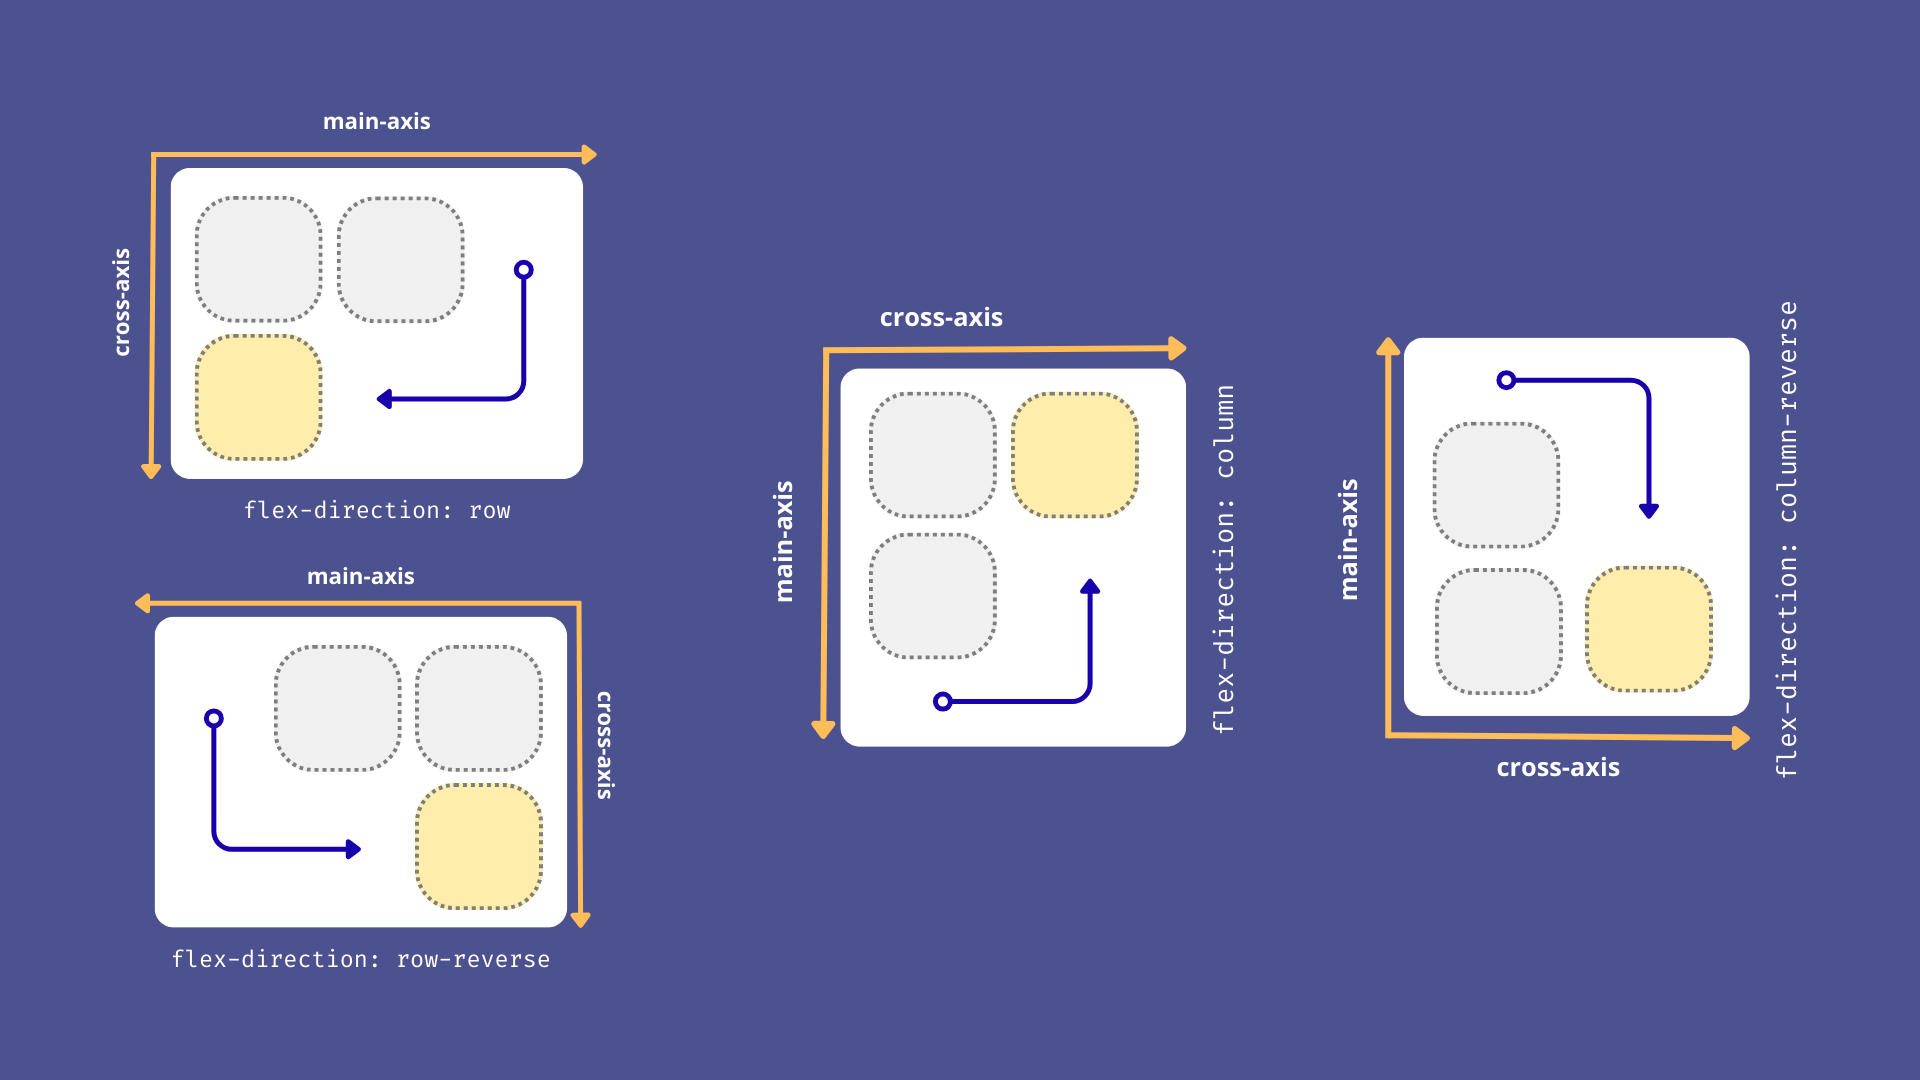 main-axis
cross-axis
flex-direction: row
main-axis
cross-axis
flex-direction: row-reverse
cross-axis
main-axis
flex-direction: column
main-axis
cross-axis
flex-direction: column-reverse